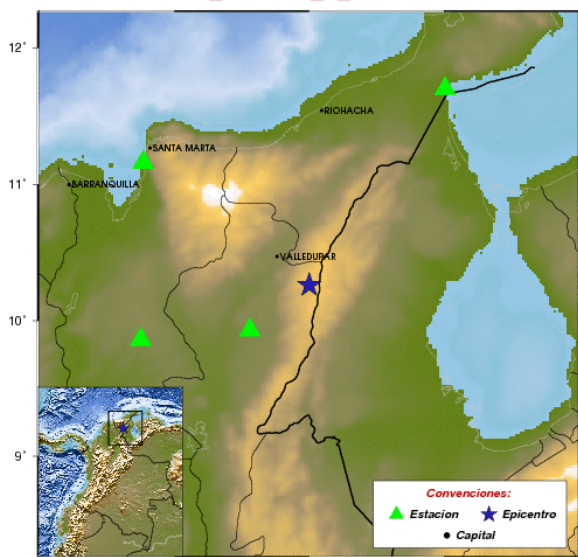 12°
RIOHACHA
SANTA MARTA
11°
BARRANQUILLA
VALLEDUPAR
10°
9°
Convenciones:
Estacion Epicentro
Capital